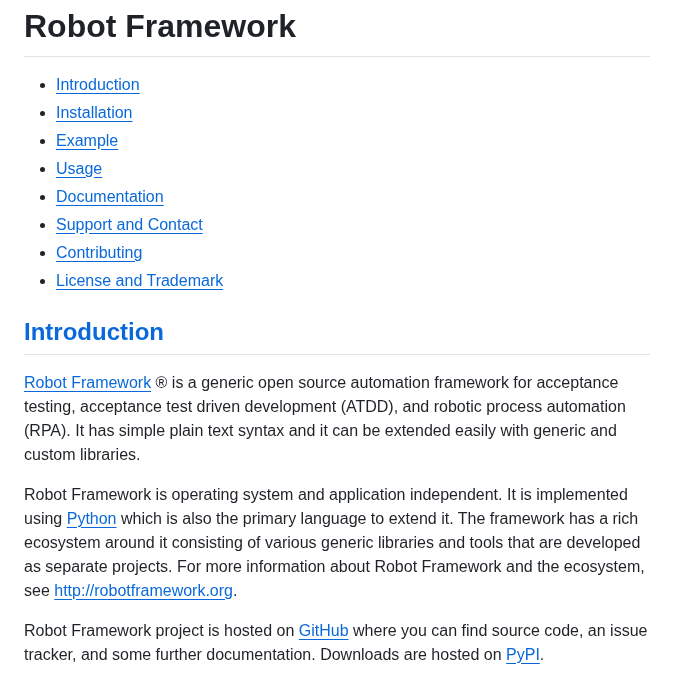 Robot Framework
Introduction
Installation
Example
Usage
Documentation
Support and Contact
Contributing
License and Trademark
Introduction
Robot Framework ® is a generic open source automation framework for acceptance
testing, acceptance test driven development (ATDD), and robotic process automation
(RPA). It has simple plain text syntax and it can be extended easily with generic and
custom libraries.
Robot Framework is operating system and application independent. It is implemented
using Python which is also the primary language to extend it. The framework has a rich
ecosystem around it consisting of various generic libraries and tools that are developed
as separate projects. For more information about Robot Framework and the ecosystem,
see http://robotframework.org.
Robot Framework project is hosted on GitHub where you can find source code, an issue
tracker, and some further documentation. Downloads are hosted on PyPI.